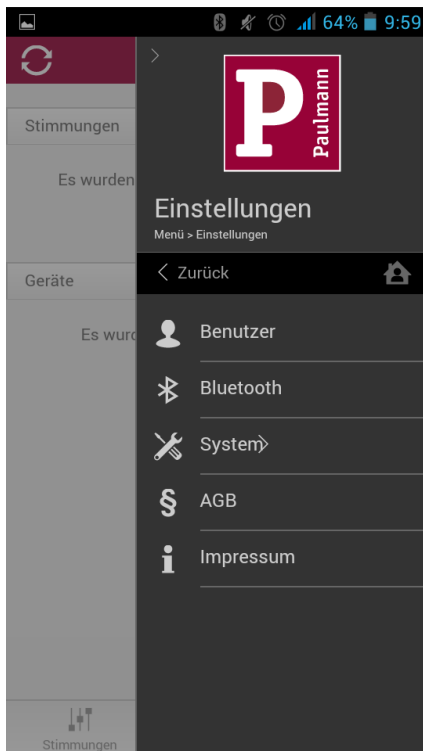 64% 9:59
Paulmann
Stimmungen
Es wurden
Geräte
Es wurd
Einstellungen
Menü > Einstellungen
Zurück
Benutzer
Bluetooth
System
AGB
Impressum
Stimmungen